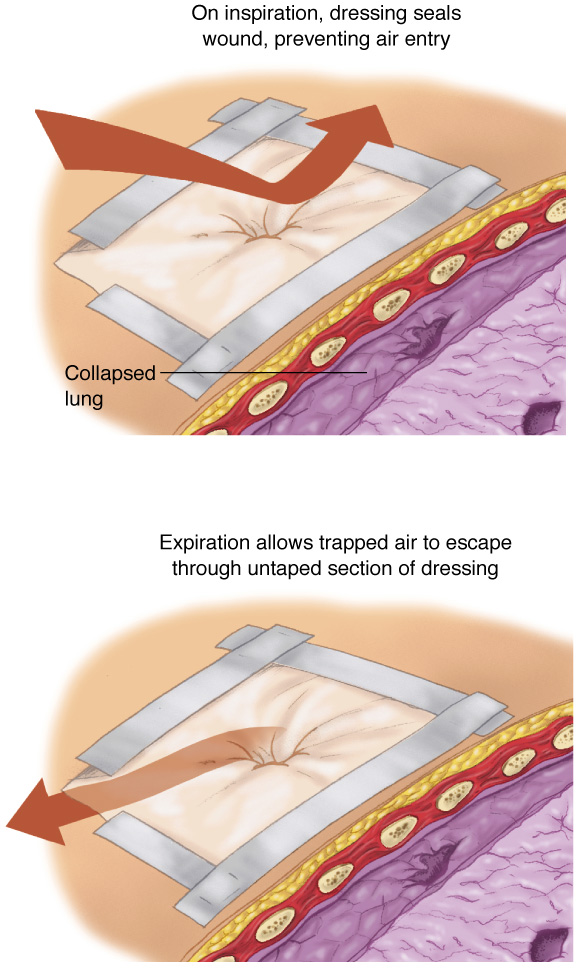 On inspiration, dressing seals
wound, preventing air entry
Collapsed
lung
Expiration allows trapped air to escape
through untaped section of dressing